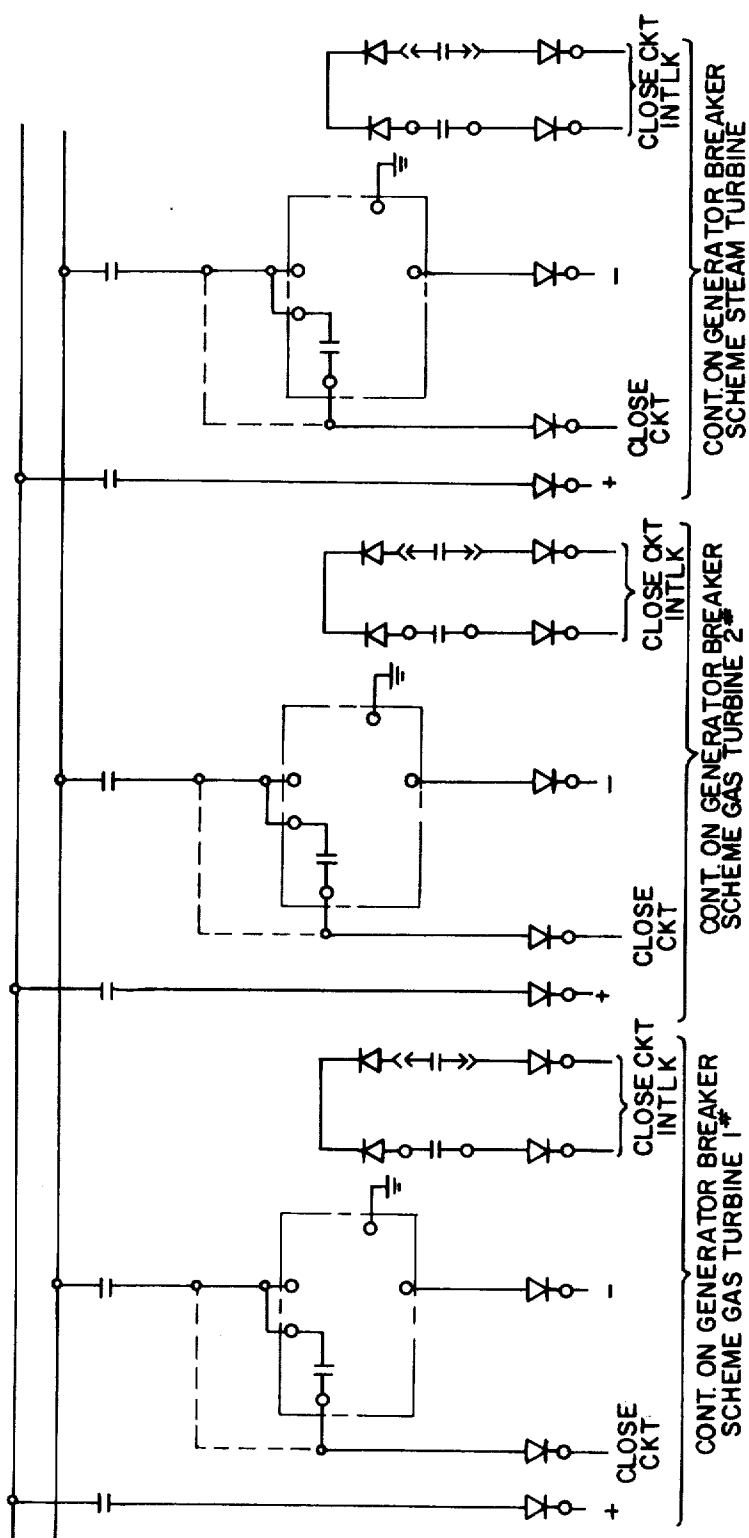 +
CLOSE
CKT
−
CLOSE CKT
INTLK
CONT. ON GENERATOR BREAKER
SCHEME GAS TURBINE 1#
+
CLOSE
CKT
−
CLOSE CKT
INTLK
CONT. ON GENERATOR BREAKER
SCHEME GAS TURBINE 2#
+
CLOSE
CKT
−
CLOSE CKT
INTLK
CONT. ON GENERATOR BREAKER
SCHEME STEAM TURBINE